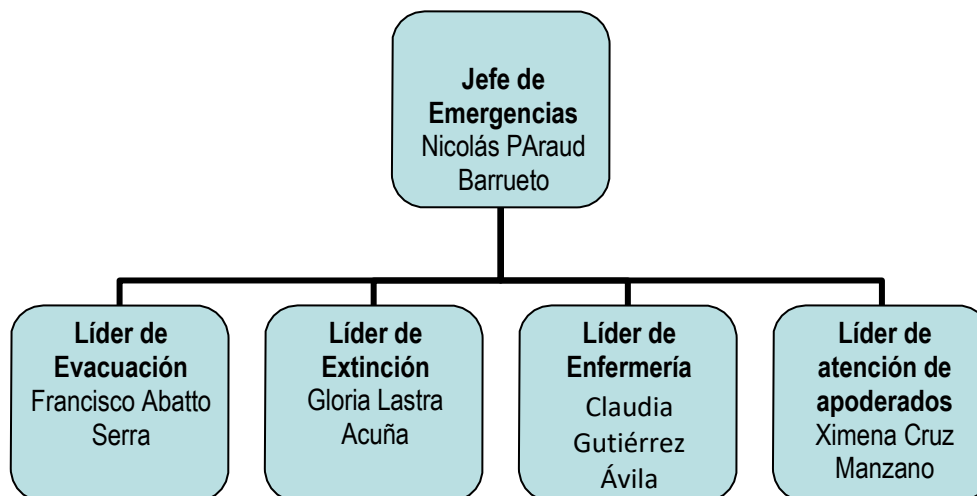 Jefe de
Emergencias
Nicolás PAraud
Barrueto
Líder de
Evacuación
Francisco Abatto
Serra
Líder de
Extinción
Gloria Lastra
Acuña
Líder de
Enfermería
Claudia
Gutiérrez
Ávila
Líder de
atención de
apoderados
Ximena Cruz
Manzano